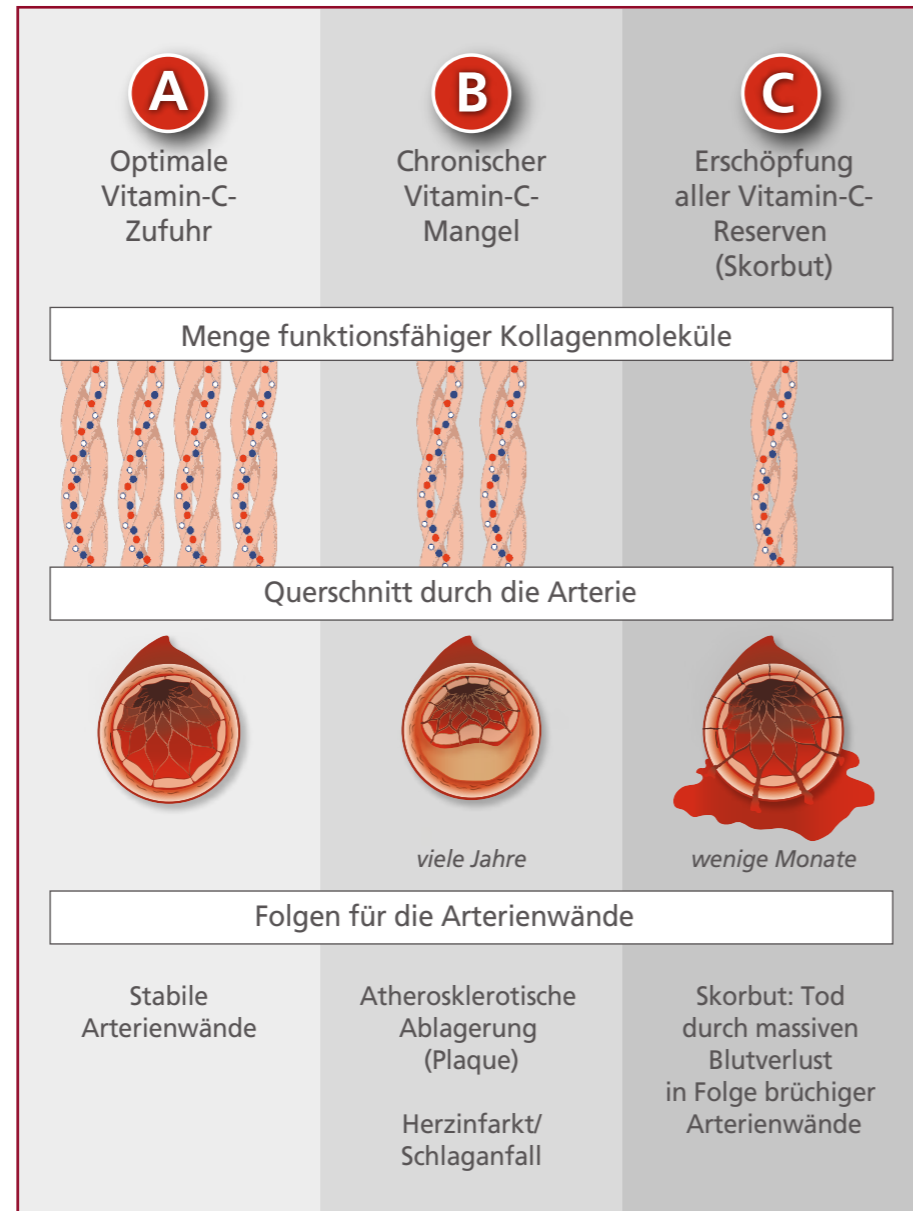 A
Optimale
Vitamin-C-
Zufuhr
B
Chronischer
Vitamin-C-
Mangel
C
Erschöpfung
aller Vitamin-C-
Reserven
(Skorbut)
Menge funktionsfähiger Kollagenmoleküle
Querschnitt durch die Arterie
viele Jahre
wenige Monate
Folgen für die Arterienwände
Stabile
Arterienwände
Atherosklerotische
Ablagerung
(Plaque)
Herzinfarkt/
Schlaganfall
Skorbut: Tod
durch massiven
Blutverlust
in Folge brüchiger
Arterienwände